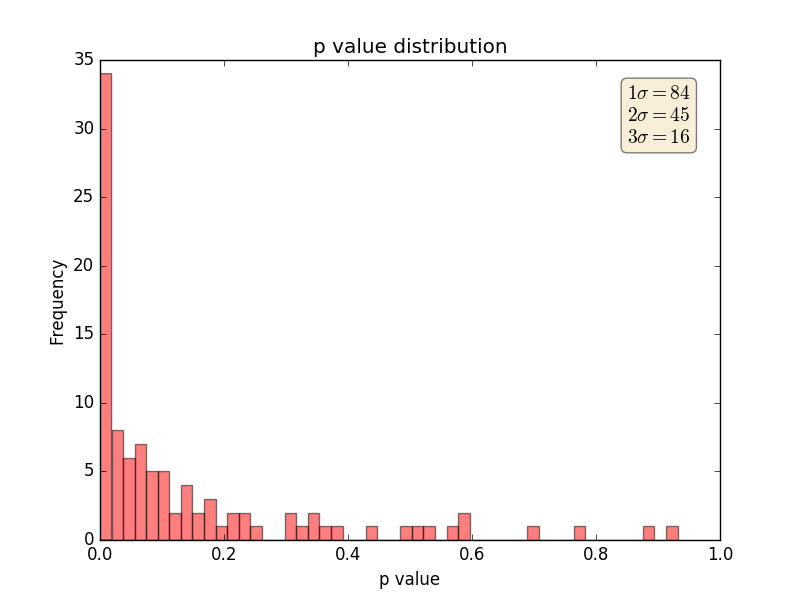 p value distribution
35
30
25
20
15
10
5
0
Frequency
1σ = 84
2σ = 45
3σ = 16
0.0 0.2 0.4 0.6 0.8 1.0
p value